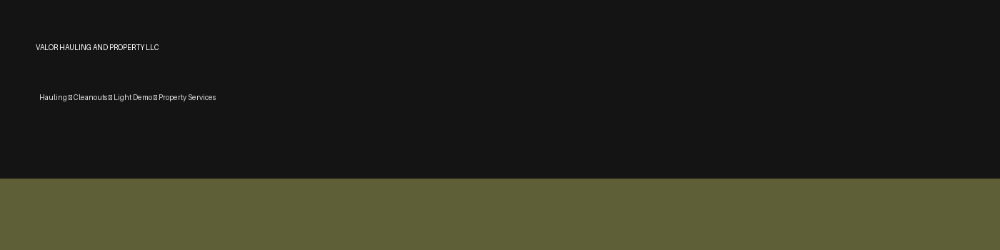 VALOR HAULING AND PROPERTY LLC
Hauling ☒ Cleanouts ☒ Light Demo ☒ Property Services